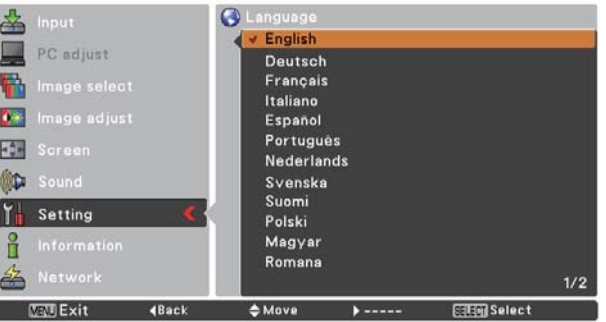 Input
PC adjust
Image select
Image adjust
Screen
Sound
Setting
Information
Network
Language
English
Deutsch
Français
Italiano
Español
Português
Nederlands
Svenska
Suomi
Polski
Magyar
Romana
1/2
MENU Exit ◀Back Move ▶----- SELECT Select